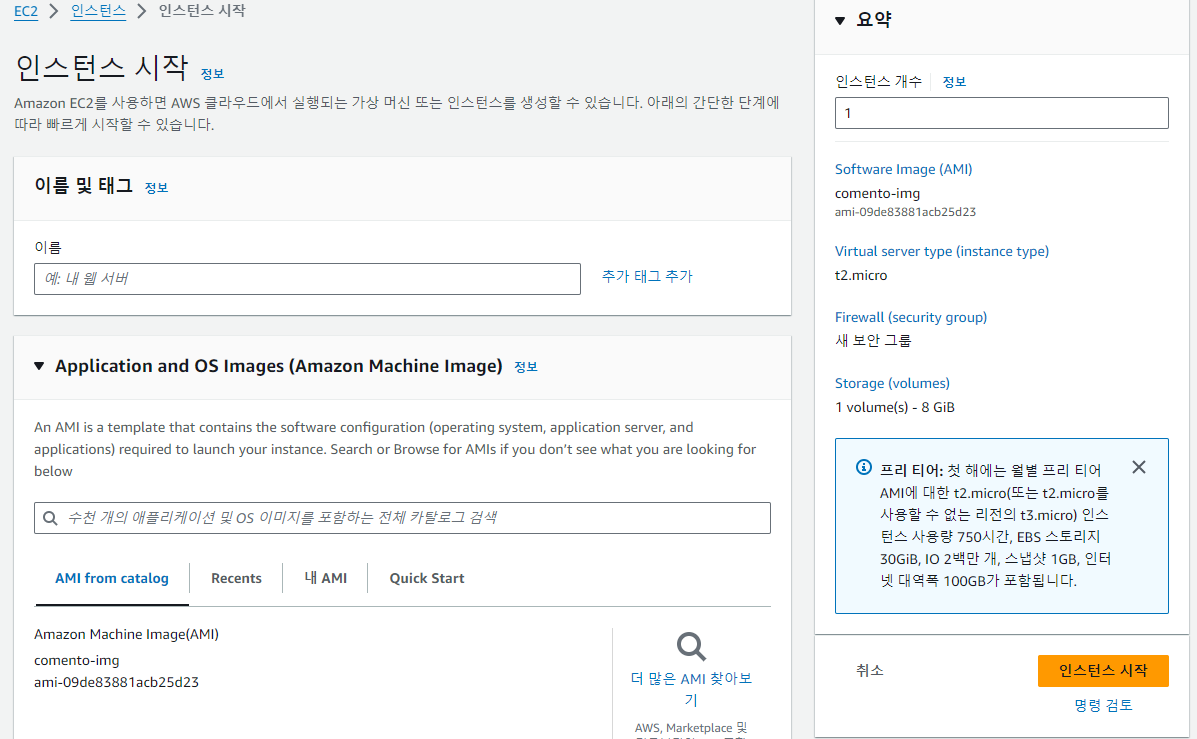 EC2 > 인스턴스 > 인스턴스 시작
인스턴스 시작 정보
Amazon EC2를 사용하면 AWS 클라우드에서 실행되는 가상 머신 또는 인스턴스를 생성할 수 있습니다. 아래의 간단한 단계에
따라 빠르게 시작할 수 있습니다.
이름 및 태그 정보
이름
예: 내 웹 서버
추가 태그 추가
Application and OS Images (Amazon Machine Image) 정보
An AMI is a template that contains the software configuration (operating system, application server, and
applications) required to launch your instance. Search or Browse for AMIs if you don't see what you are looking for
below
수천 개의 애플리케이션 및 OS 이미지를 포함하는 전체 카탈로그 검색
AMI from catalog
Recents
내 AMI
Quick Start
Amazon Machine Image(AMI)
comento-img
ami-09de83881acb25d23
더 많은 AMI 찾아보
기
AWS, Marketplace 및
요약
인스턴스 개수 정보
1
Software Image (AMI)
comento-img
ami-09de83881acb25d23
Virtual server type (instance type)
t2.micro
Firewall (security group)
새 보안 그룹
Storage (volumes)
1 volume(s) - 8 GiB
프리 티어: 첫 해에는 월별 프리 티어
AMI에 대한 t2.micro(또는 t2.micro를
사용할 수 없는 리전의 t3.micro) 인스
턴스 사용량 750시간, EBS 스토리지
30GiB, IO 2백만 개, 스냅샷 1GB, 인터
넷 대역폭 100GB가 포함됩니다.
취소
인스턴스 시작
명령 검토